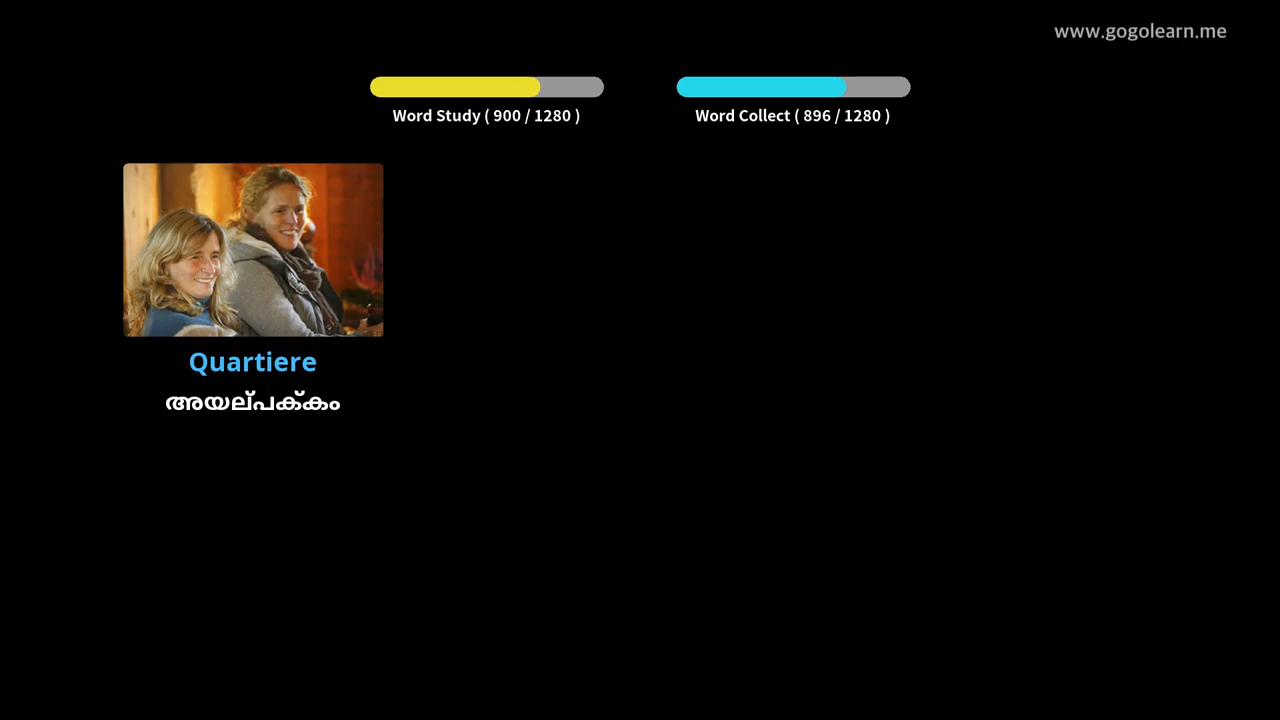 www.gogolearn.me
Word Study ( 900 / 1280 )
Word Collect ( 896 / 1280 )
Quartiere
അയല്പക്കം